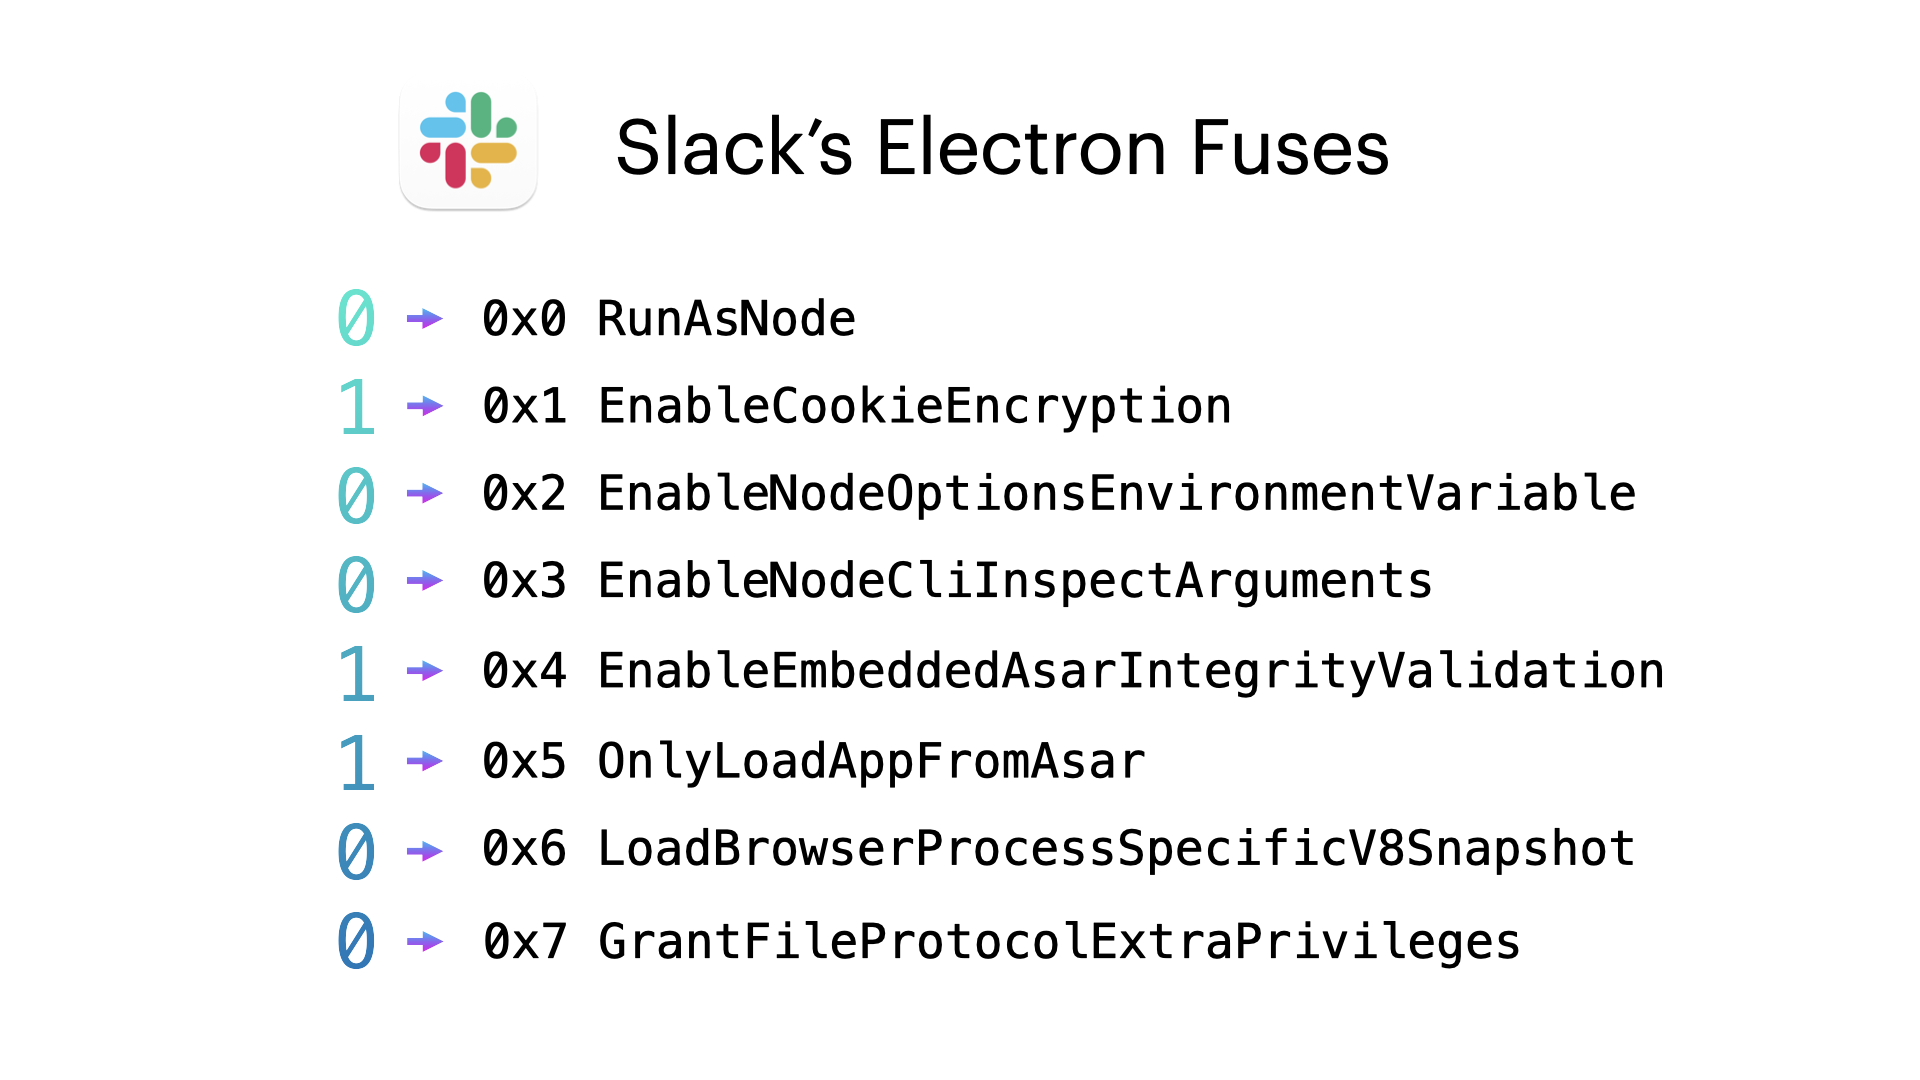 Slack’s Electron Fuses
0 → 0x0 RunAsNode
1 → 0x1 EnableCookieEncryption
0 → 0x2 EnableNodeOptionsEnvironmentVariable
0 → 0x3 EnableNodeCliInspectArguments
1 → 0x4 EnableEmbeddedAsarIntegrityValidation
1 → 0x5 OnlyLoadAppFromAsar
0 → 0x6 LoadBrowserProcessSpecificV8Snapshot
0 → 0x7 GrantFileProtocolExtraPrivileges